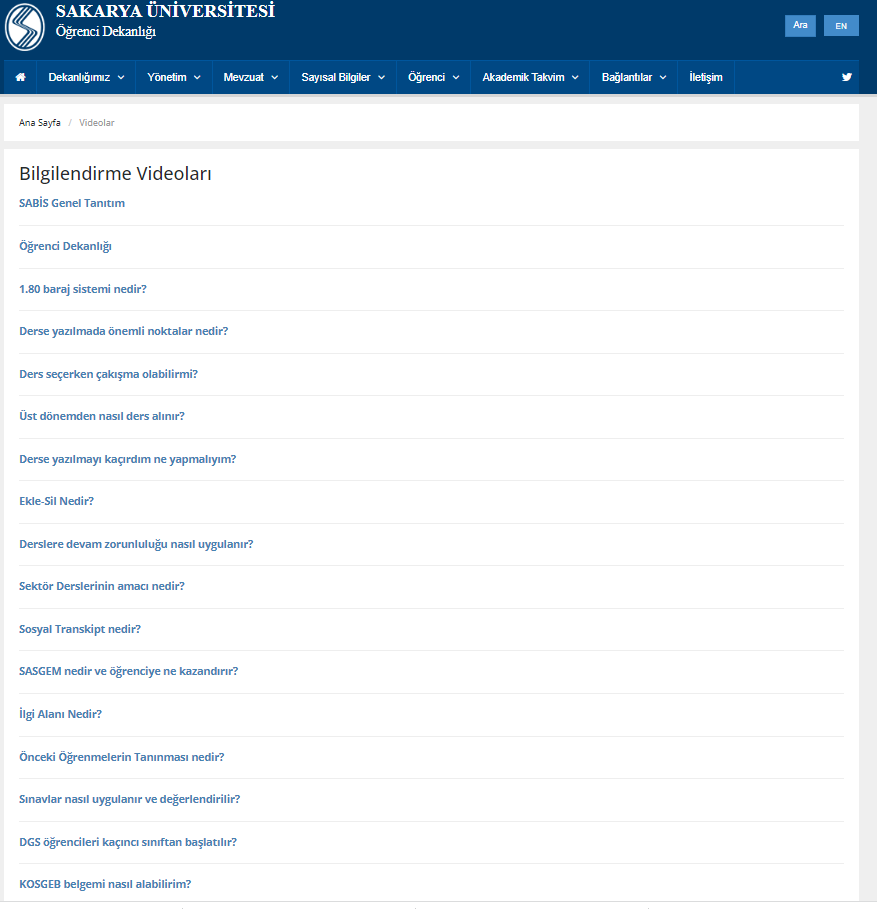 SAKARYA ÜNİVERSİTESİ
Öğrenci Dekanlığı
Ara
EN
Dekanlığımız Yönetim Mevzuat Sayısal Bilgiler Öğrenci Akademik Takvim Bağlantılar İletişim
Ana Sayfa / Videolar
Bilgilendirme Videoları
SABİS Genel Tanıtım
Öğrenci Dekanlığı
1.80 baraj sistemi nedir?
Derse yazılmada önemli noktalar nedir?
Ders seçerken çakışma olabilirmi?
Üst dönemden nasıl ders alınır?
Derse yazılmayı kaçırdım ne yapmalıyım?
Ekle-Sil Nedir?
Derslere devam zorunluluğu nasıl uygulanır?
Sektör Derslerinin amacı nedir?
Sosyal Transkipt nedir?
SASGEM nedir ve öğrenciye ne kazandırır?
İlgi Alanı Nedir?
Önceki Öğrenmelerin Tanınması nedir?
Sınavlar nasıl uygulanır ve değerlendirilir?
DGS öğrencileri kaçıncı sınıftan başlatılır?
KOSGEB belgemi nasıl alabilirim?